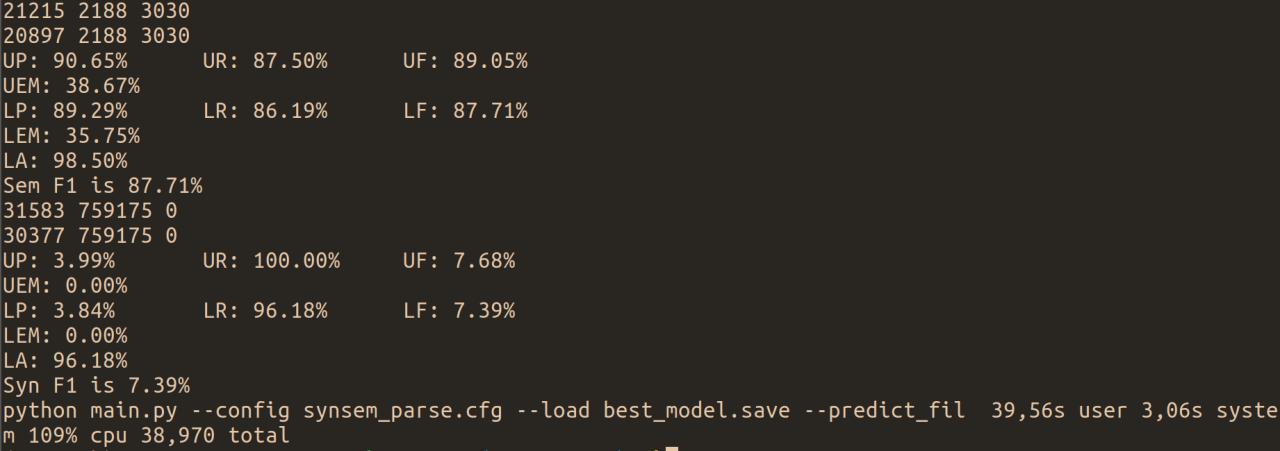 21215 2188 3030
20897 2188 3030
UP: 90.65%      UR: 87.50%      UF: 89.05%
UEM: 38.67%
LP: 89.29%      LR: 86.19%      LF: 87.71%
LEM: 35.75%
LA: 98.50%
Sem F1 is 87.71%
31583 759175 0
30377 759175 0
UP: 3.99%      UR: 100.00%     UF: 7.68%
UEM: 0.00%
LP: 3.84%      LR: 96.18%      LF: 7.39%
LEM: 0.00%
LA: 96.18%
Syn F1 is 7.39%
python main.py --config synsem_parse.cfg --load best_model.save --predict_fil  39,56s user 3,06s syste
m 109% cpu 38,970 total